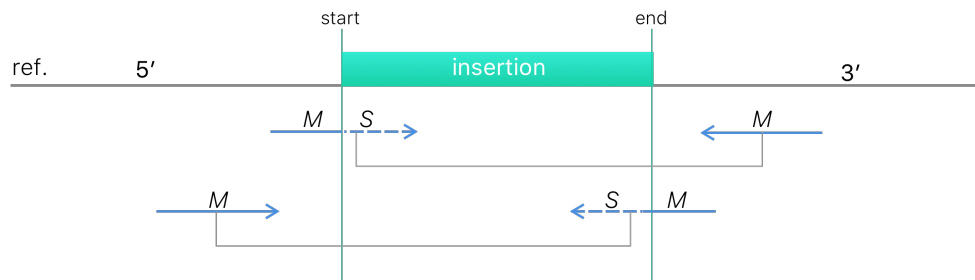 start end
ref. 5′ insertion 3′
M S M
M S M